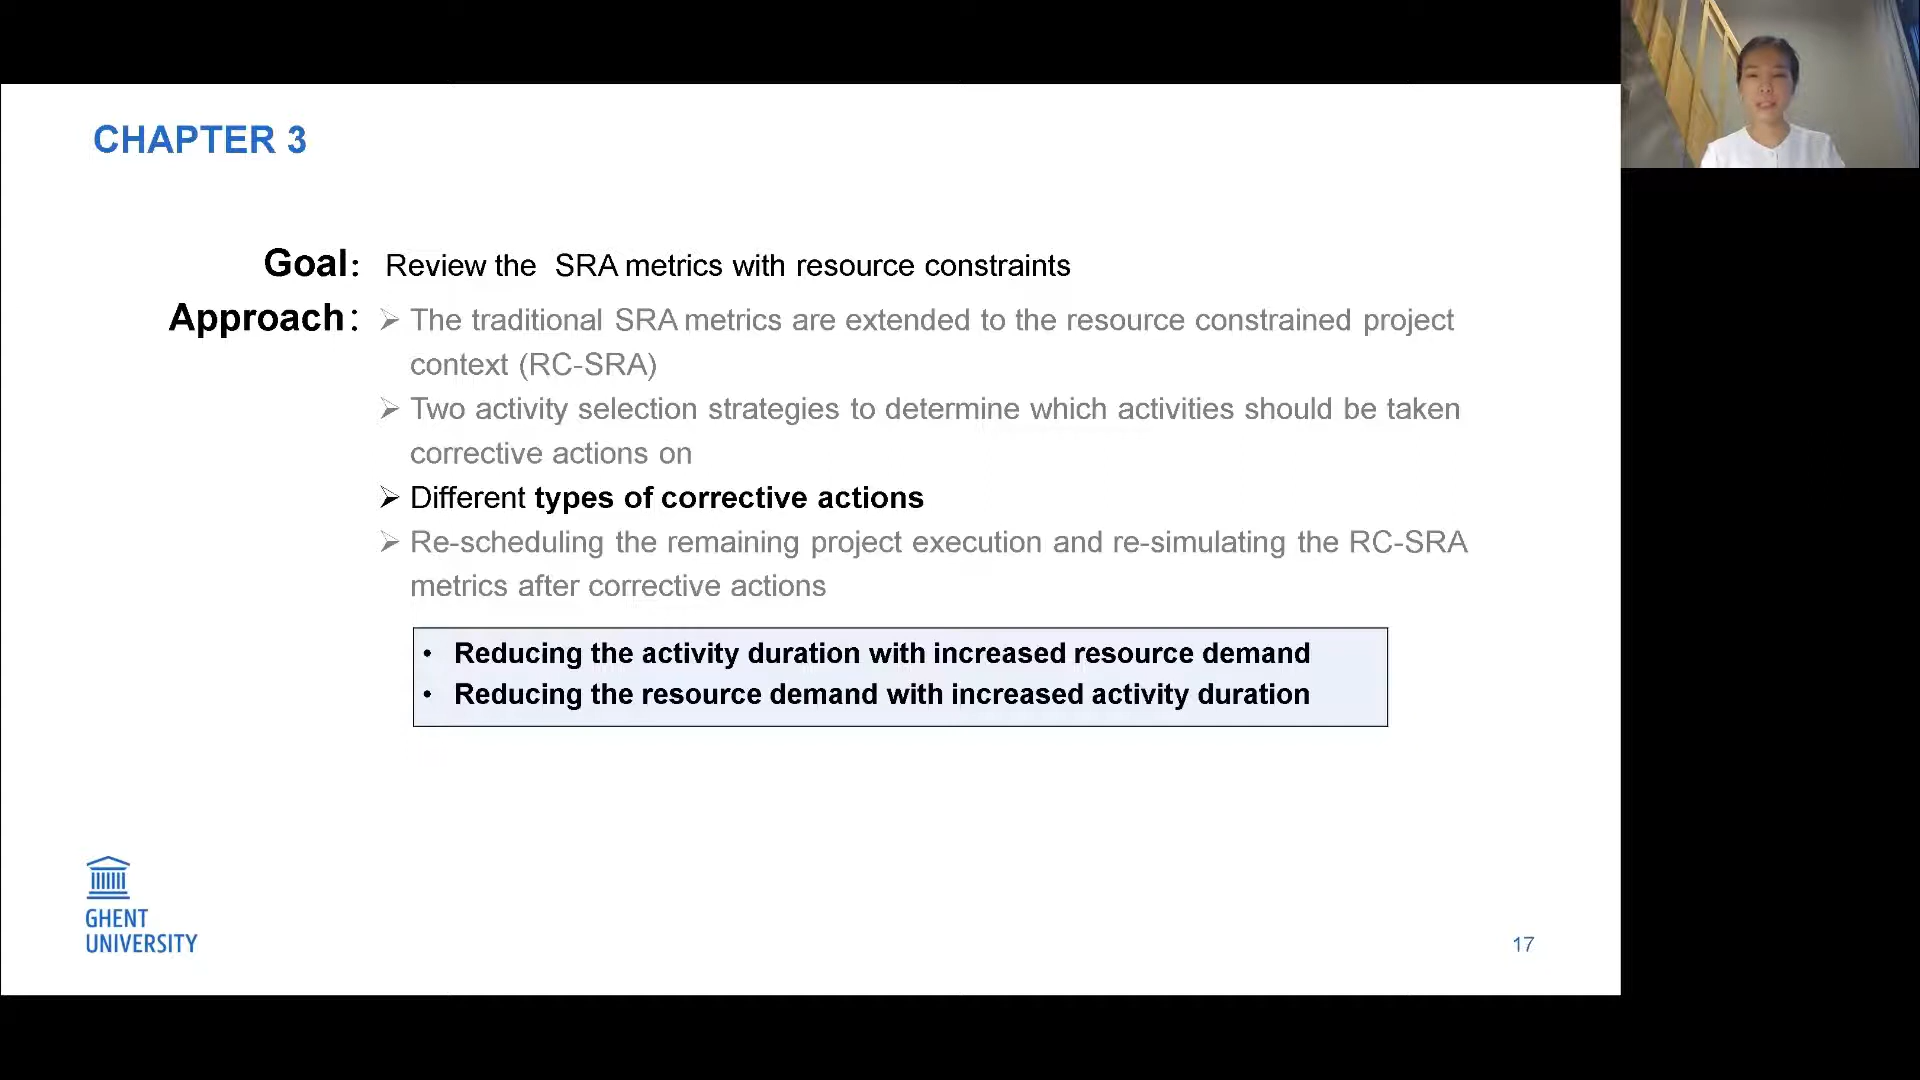 CHAPTER 3
Goal: Review the SRA metrics with resource constraints
Approach: ➢ The traditional SRA metrics are extended to the resource constrained project
context (RC-SRA)
➢ Two activity selection strategies to determine which activities should be taken
corrective actions on
➢ Different types of corrective actions
➢ Re-scheduling the remaining project execution and re-simulating the RC-SRA
metrics after corrective actions
• Reducing the activity duration with increased resource demand
• Reducing the resource demand with increased activity duration
GHENT
UNIVERSITY
17